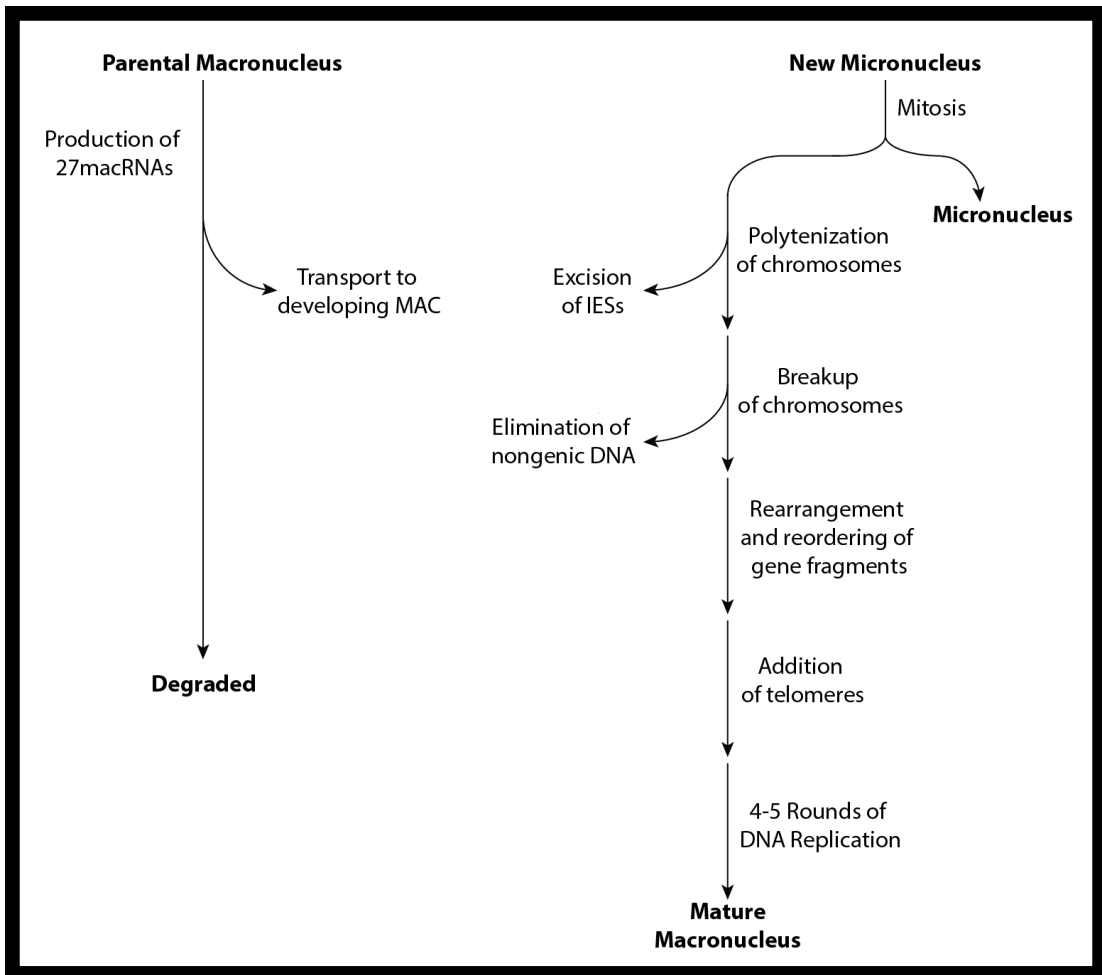 Parental Macronucleus
Production of
27macRNAs
Transport to
developing MAC
Degraded
New Micronucleus
Mitosis
Micronucleus
Polytenization
of chromosomes
Excision
of IESs
Breakup
of chromosomes
Elimination of
nongenic DNA
Rearrangement
and reordering of
gene fragments
Addition
of telomeres
4-5 Rounds of
DNA Replication
Mature
Macronucleus